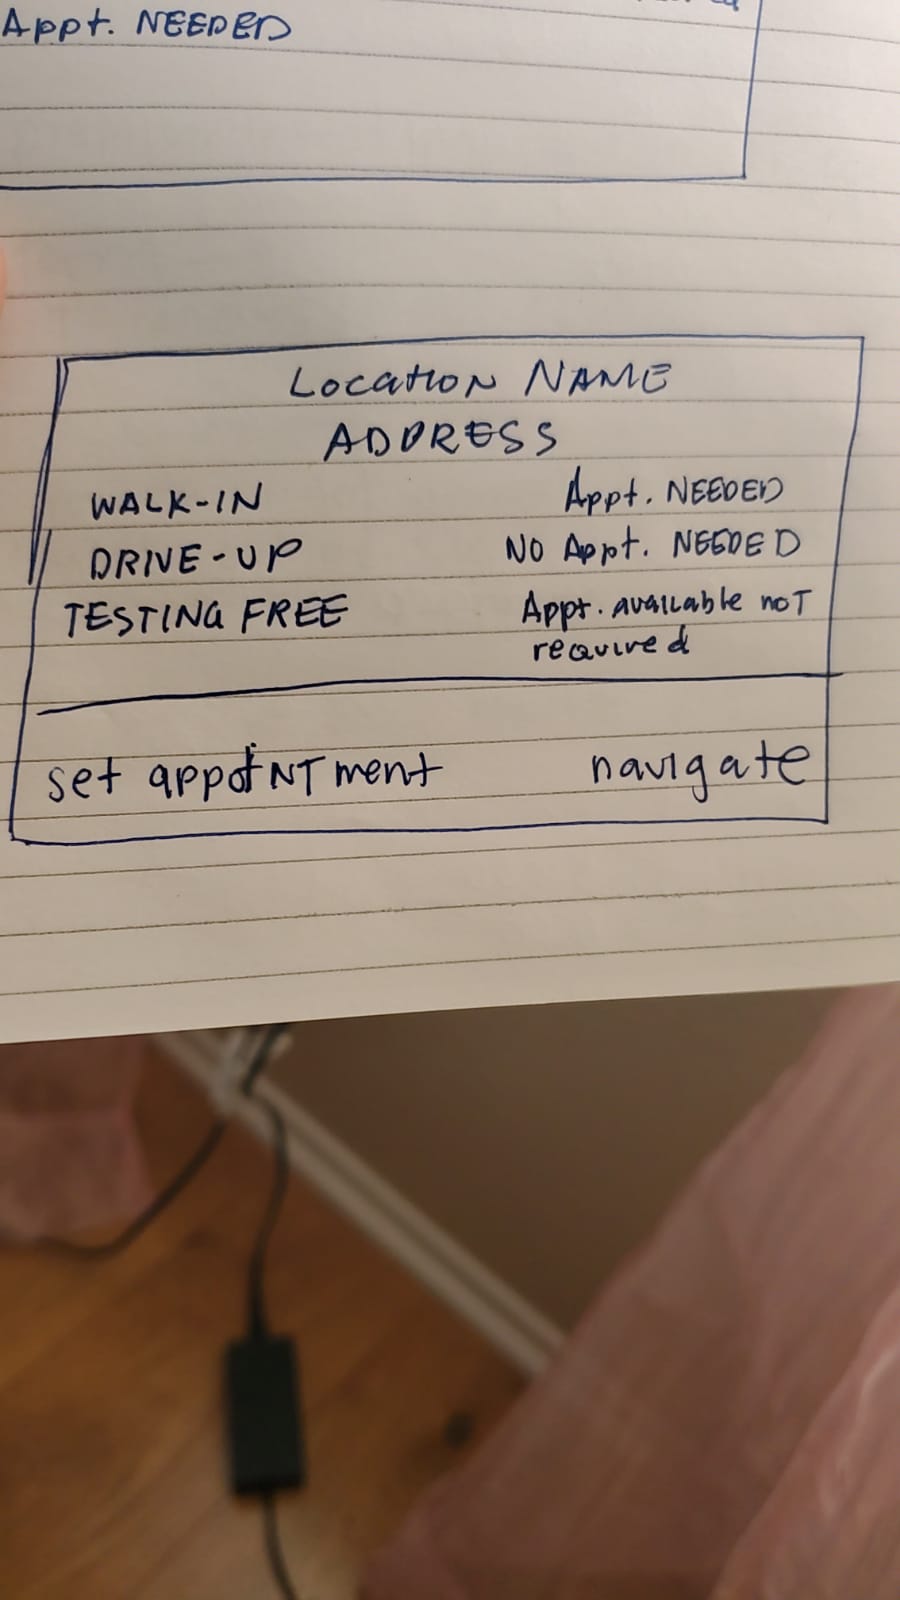 Appt. NEEDED
Location NAME
ADDRESS
WALK-IN Appt. NEEDED
DRIVE-UP NO Appt. NEEDED
TESTING FREE Appt. available not
required
set appointment navigate